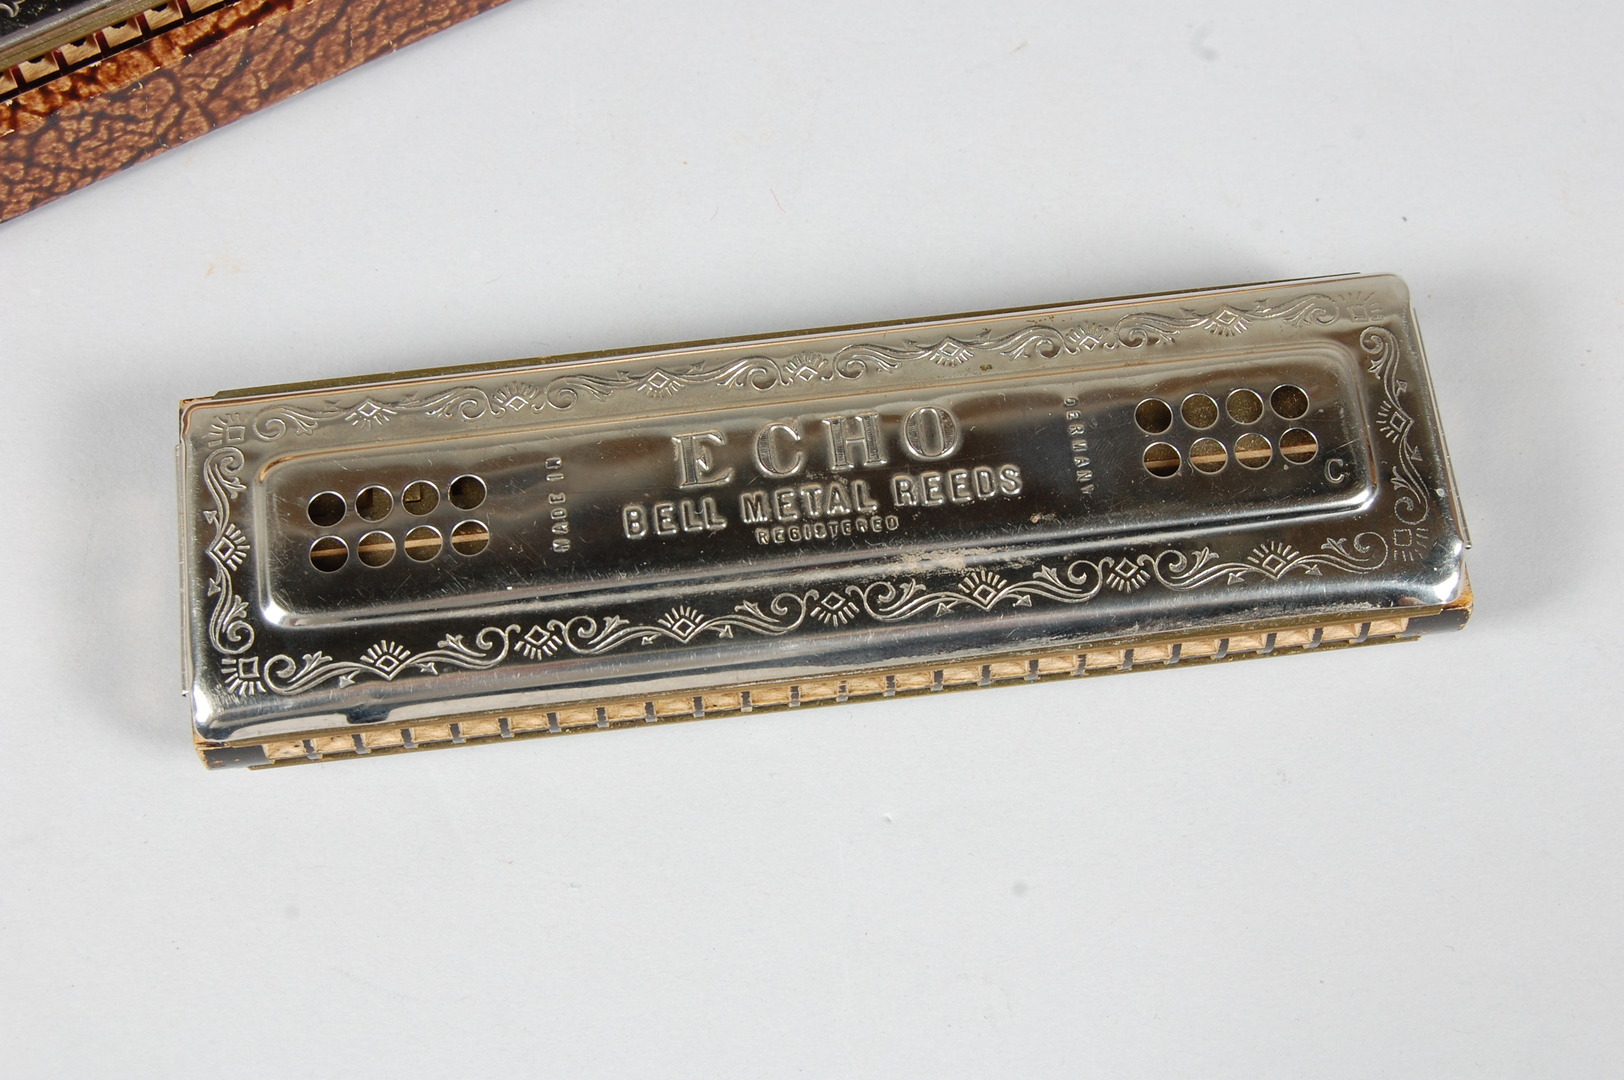 ECHO
BELL METAL REEDS
REGISTERED
MADE IN
GERMANY
C